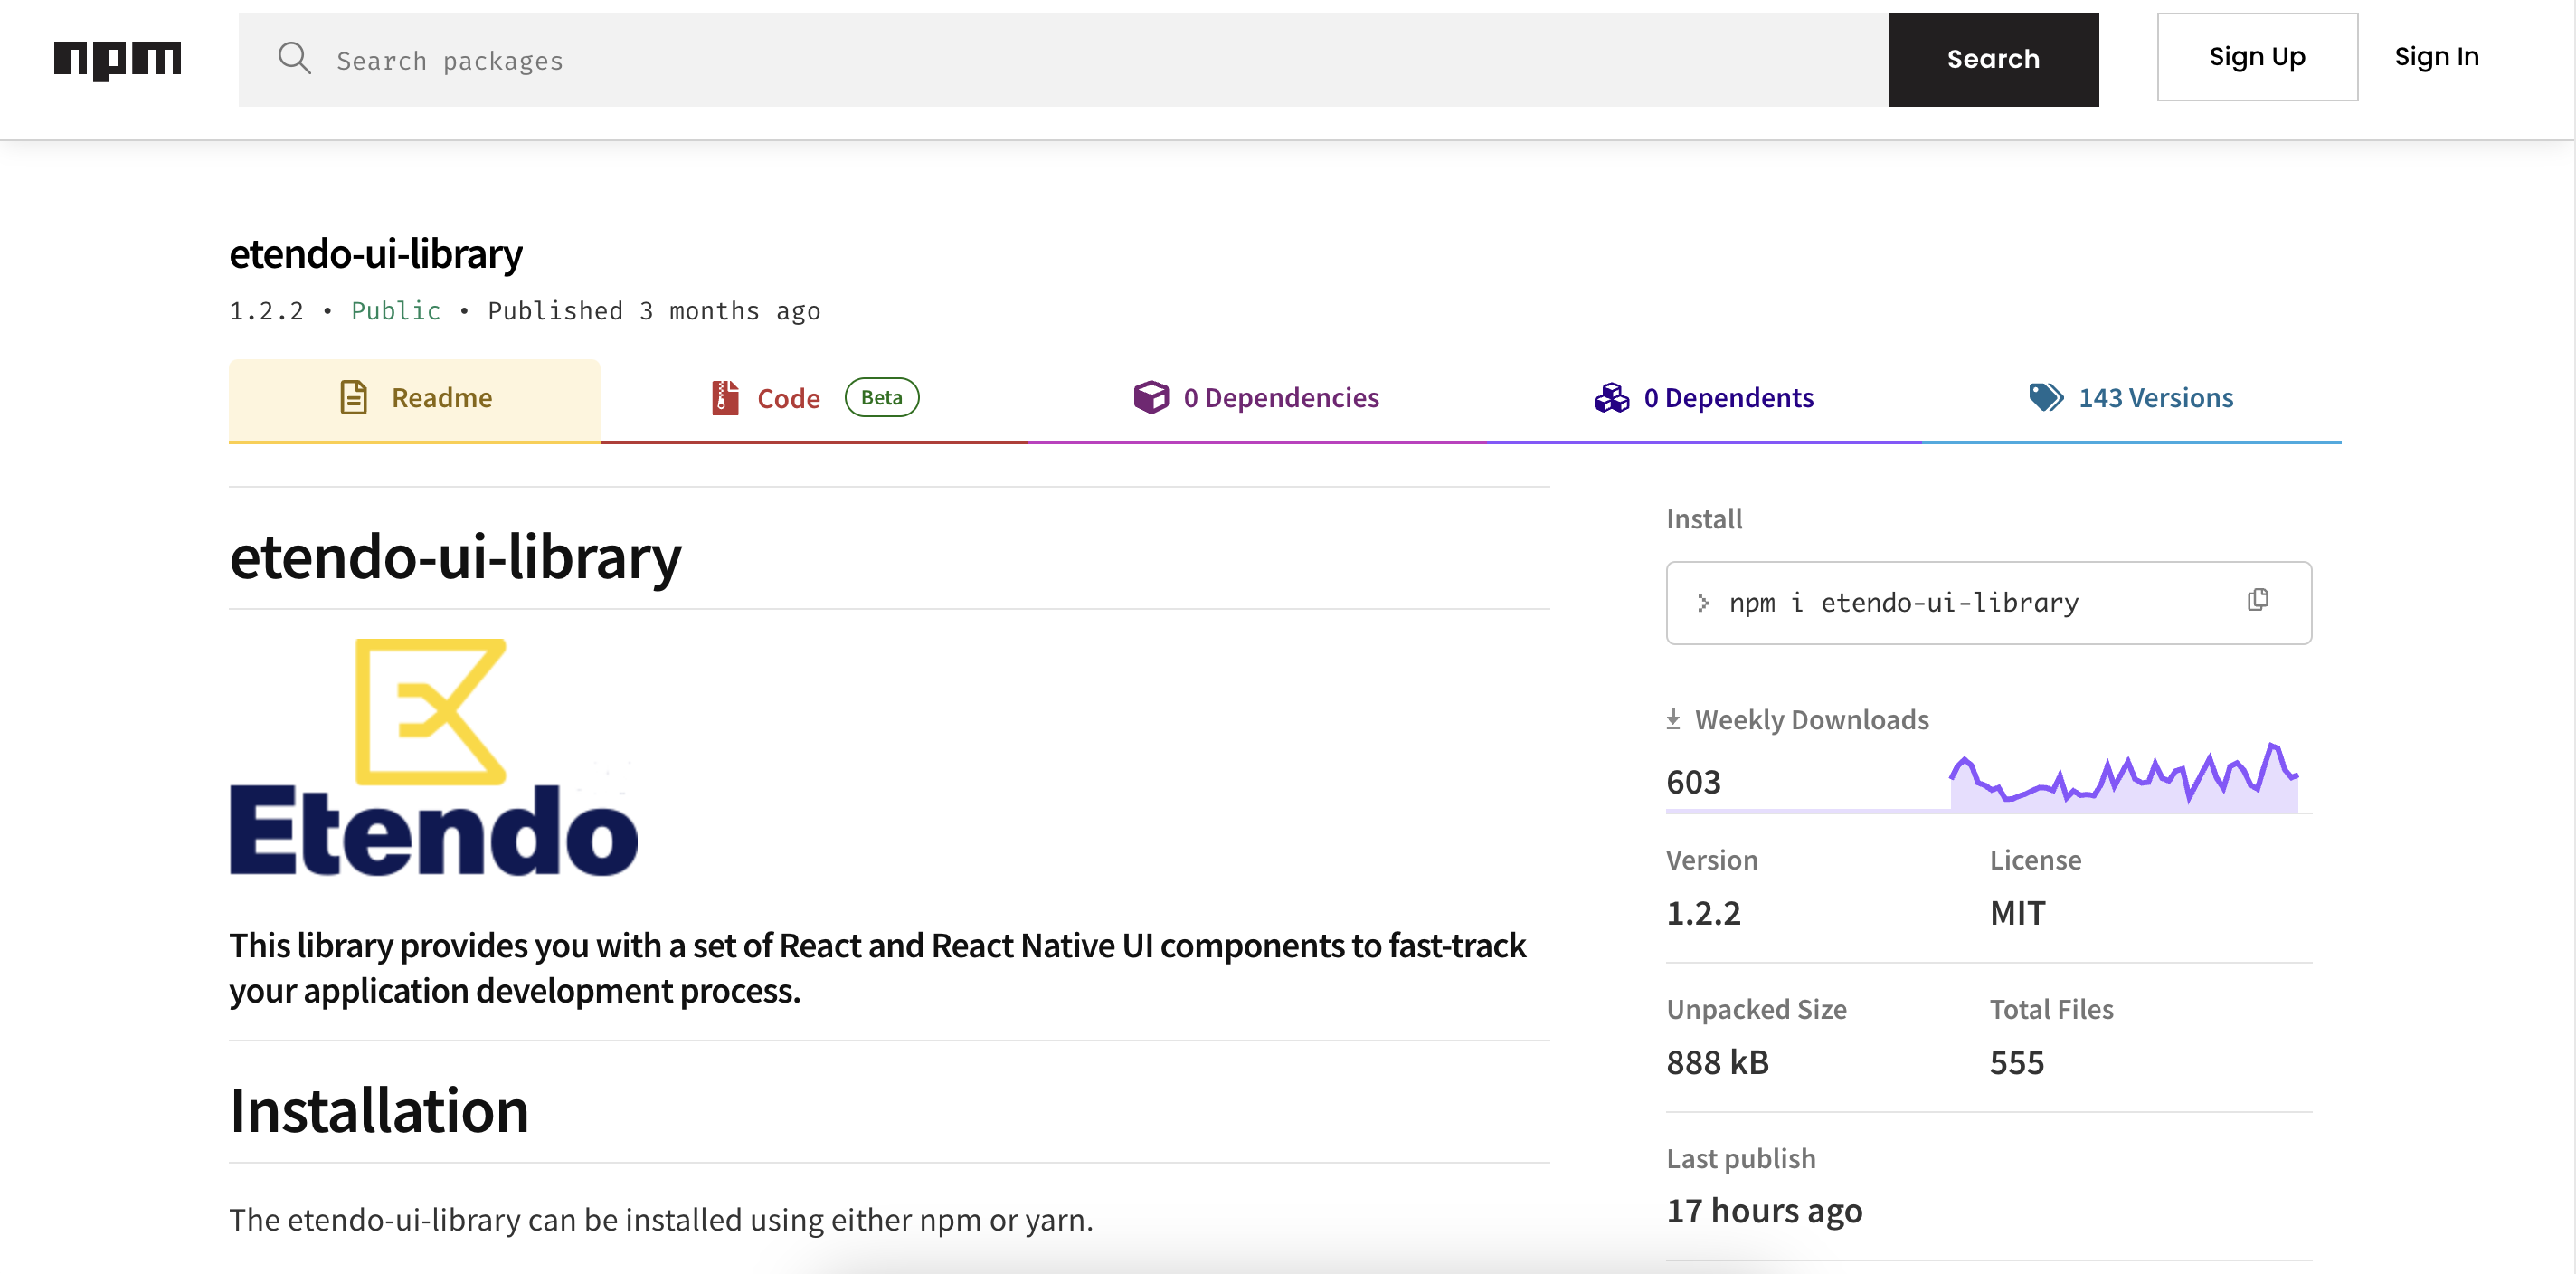 npm
Search packages
Search
Sign Up
Sign In
etendo-ui-library
1.2.2 • Public • Published 3 months ago
Readme
Code Beta
0 Dependencies
0 Dependents
143 Versions
etendo-ui-library
Etendo
This library provides you with a set of React and React Native UI components to fast-track
your application development process.
Installation
The etendo-ui-library can be installed using either npm or yarn.
Install
> npm i etendo-ui-library
Weekly Downloads
603
Version
1.2.2
License
MIT
Unpacked Size
888 kB
Total Files
555
Last publish
17 hours ago